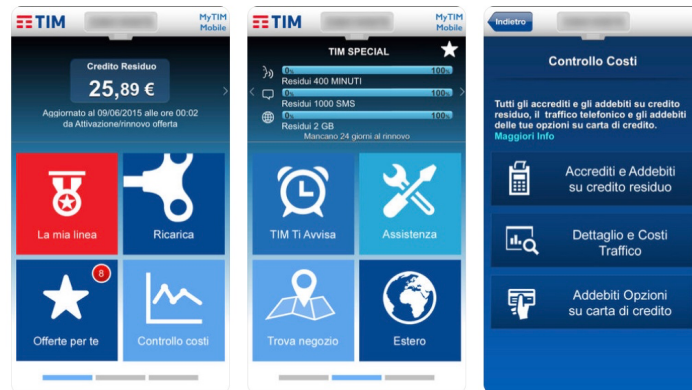 TIM
MyTIM
Mobile
Credito Residuo
25,89 €
Aggiornato al 09/06/2015 alle ore 00:02
da Attivazione/rinnovo offerta
La mia linea
Ricarica
8
Offerte per te
Controllo costi
TIM
MyTIM
Mobile
TIM SPECIAL
0% 100%
Residui 400 MINUTI
0% 100%
Residui 1000 SMS
0% 100%
Residui 2 GB
Mancano 24 giorni al rinnovo
TIM Ti Avvisa
Assistenza
Trova negozio
Estero
Indietro
Controllo Costi
Tutti gli accrediti e gli addebiti su credito
residuo, il traffico telefonico e gli addebiti
delle tue opzioni su carta di credito.
Maggiori Info
Accrediti e Addebiti
su credito residuo
Dettaglio e Costi
Traffico
Addebiti Opzioni
su carta di credito